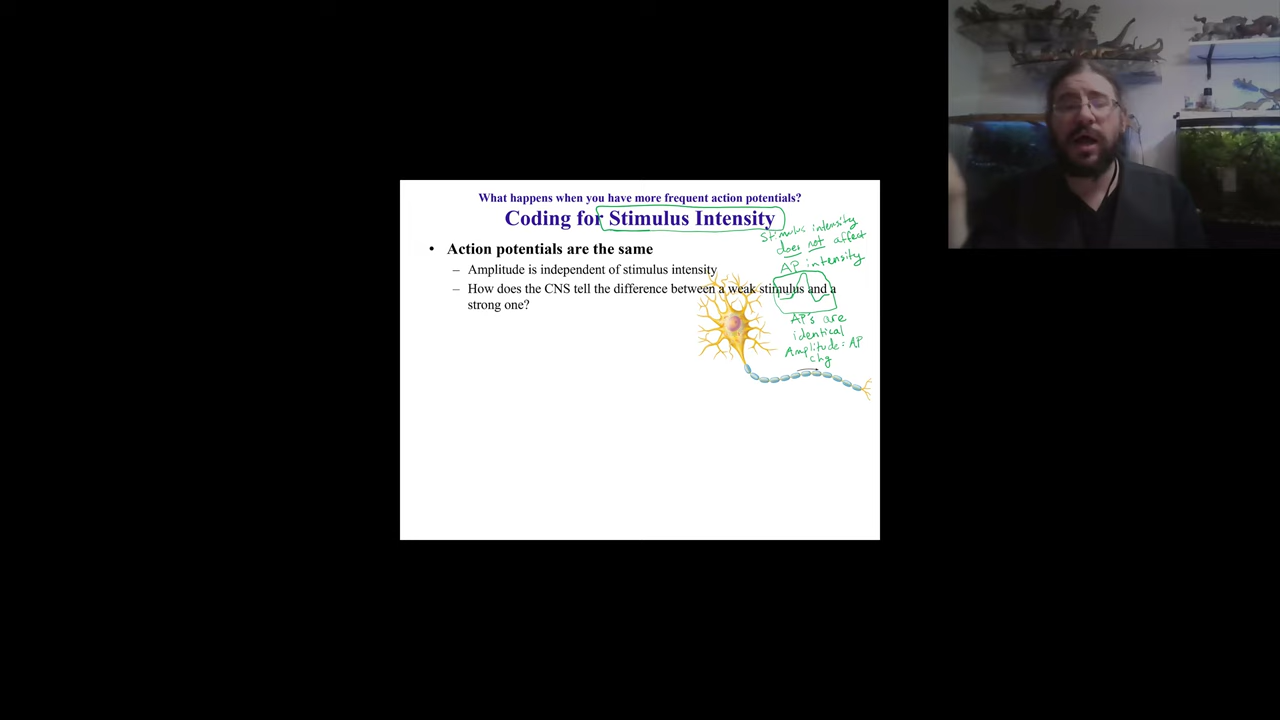 What happens when you have more frequent action potentials?
Coding for Stimulus Intensity
• Action potentials are the same
– Amplitude is independent of stimulus intensity
– How does the CNS tell the difference between a weak stimulus and a
strong one?
Stimulus intensity
does not affect
AP intensity
AP's are
identical
Amplitude = AP
chg